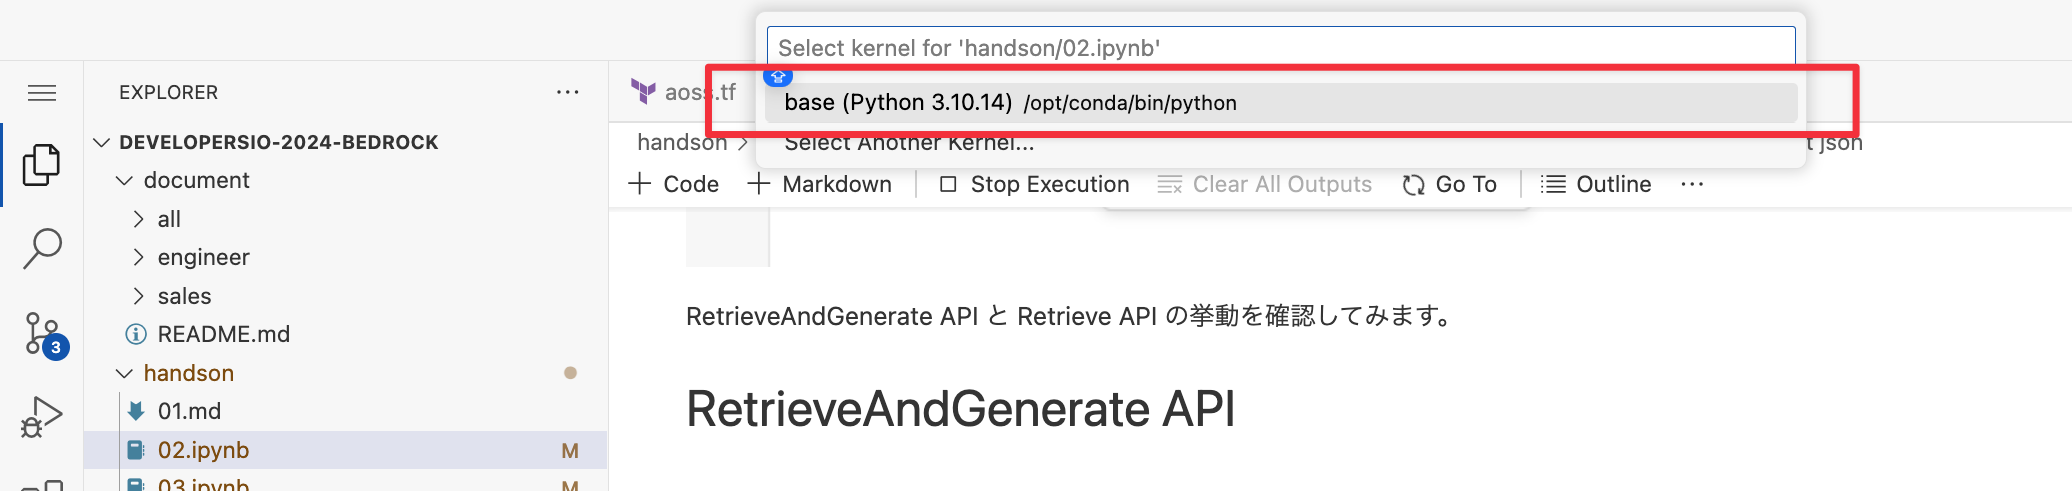 Select kernel for 'handson/02.ipynb'
base (Python 3.10.14) /opt/conda/bin/python
Select Another Kernel...
EXPLORER
DEVELOPERSIO-2024-BEDROCK
document
all
engineer
sales
README.md
handson
01.md
02.ipynb M
03.ipynb M
3
aoss.tf
handson
t json
Code Markdown Stop Execution Clear All Outputs Go To Outline
RetrieveAndGenerate API と Retrieve API の挙動を確認してみます。
RetrieveAndGenerate API